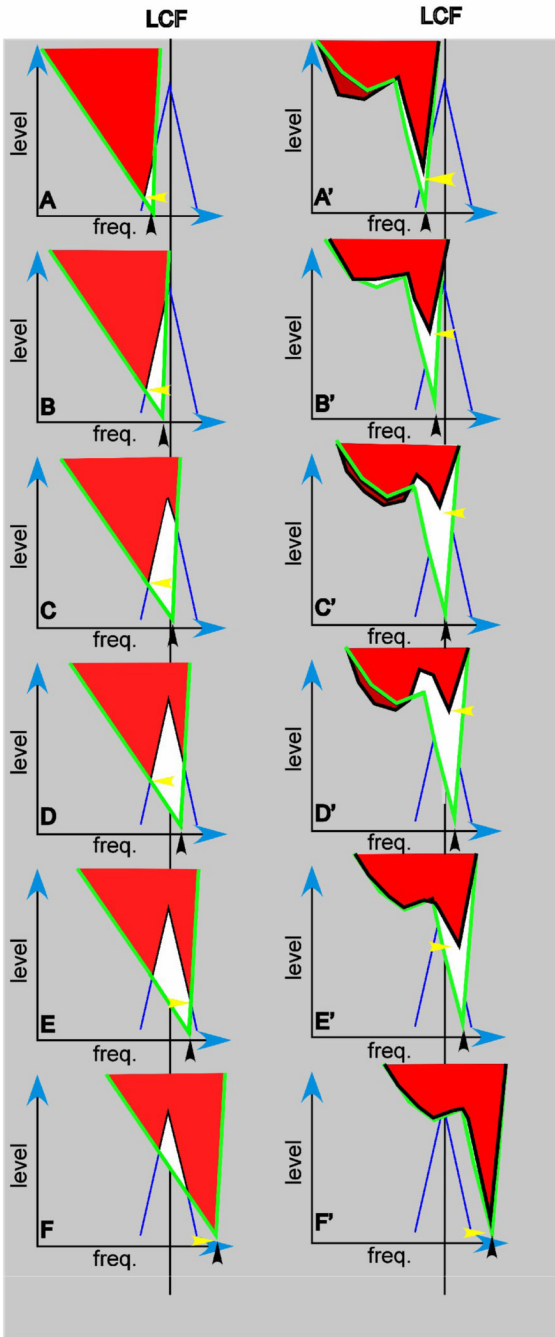 LCF LCF
level level
A A'
freq. freq.
level level
B B'
freq. freq.
level level
C C'
freq. freq.
level level
D D'
freq. freq.
level level
E E'
freq. freq.
level level
F F'
freq. freq.